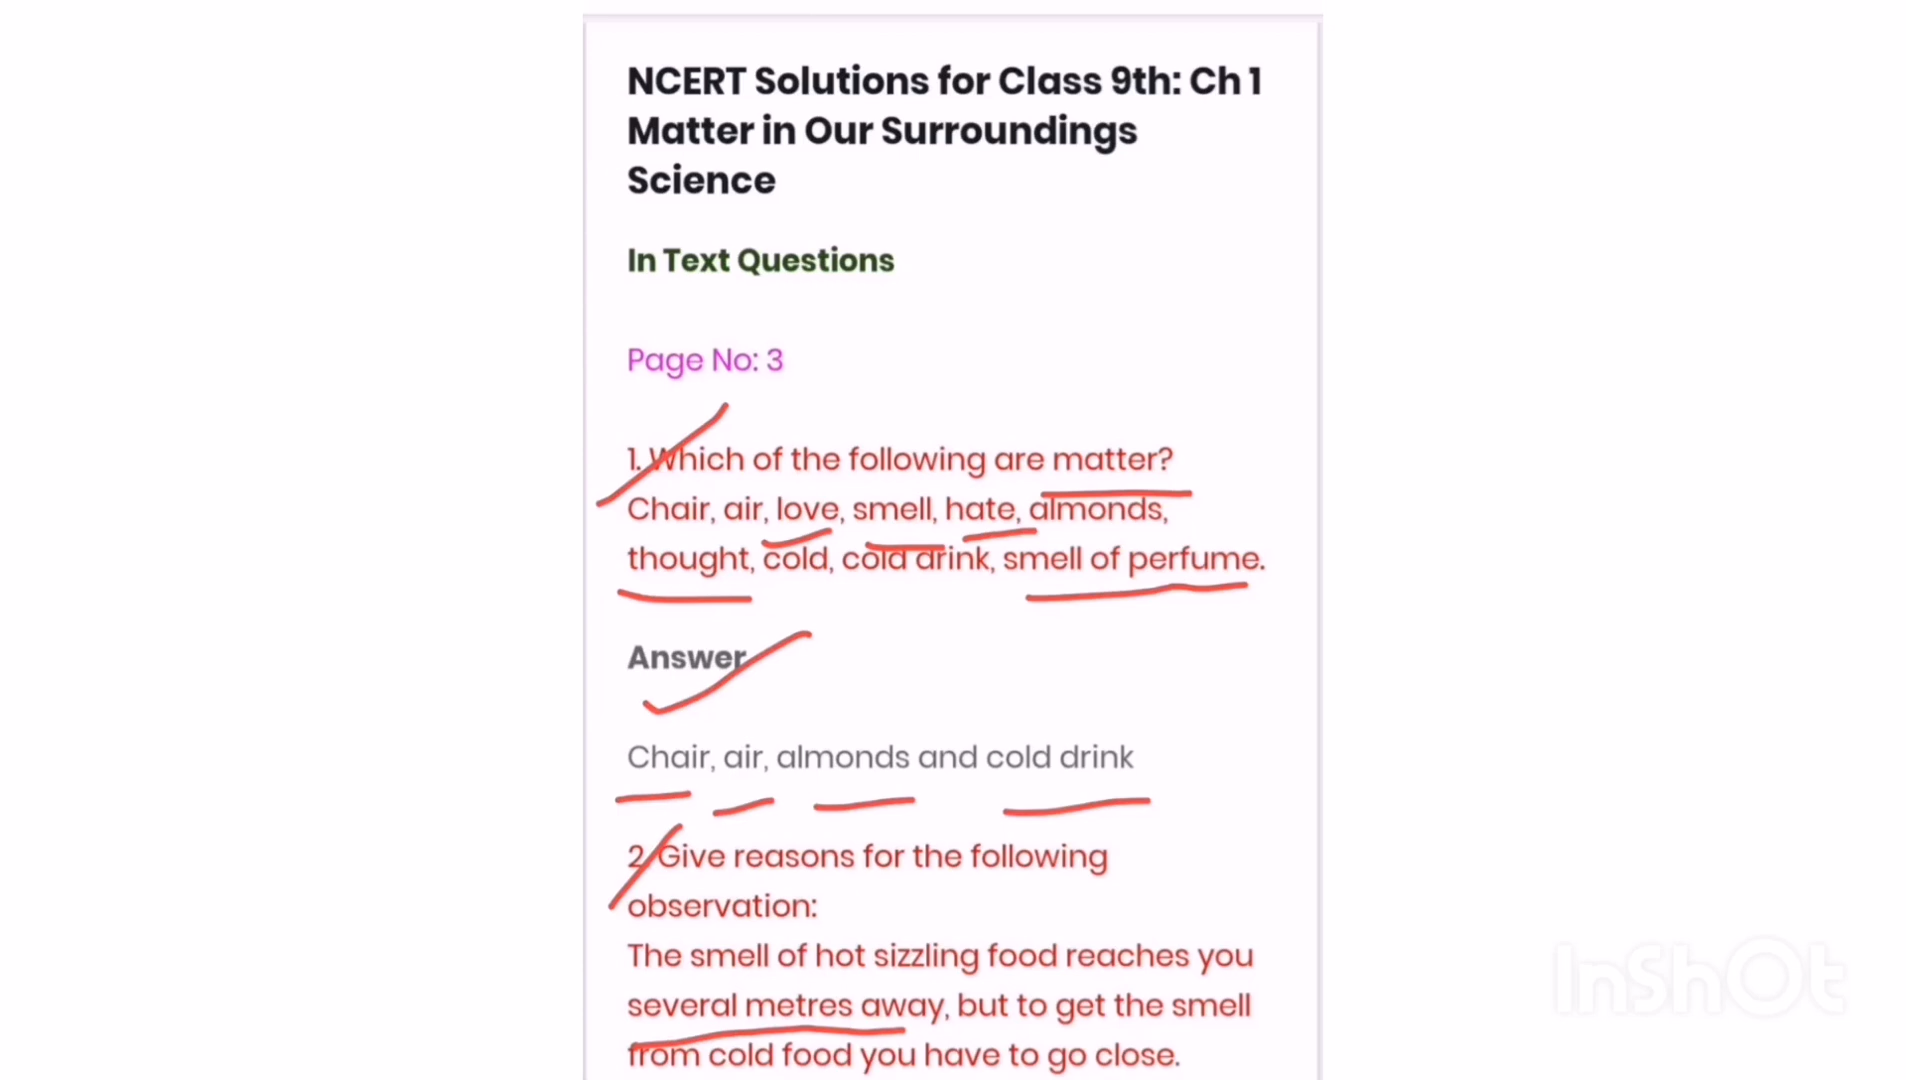 NCERT Solutions for Class 9th: Ch 1
Matter in Our Surroundings
Science
In Text Questions
Page No: 3
1. Which of the following are matter?
Chair, air, love, smell, hate, almonds,
thought, cold, cold drink, smell of perfume.
Answer
Chair, air, almonds and cold drink
2. Give reasons for the following
observation:
The smell of hot sizzling food reaches you
several metres away, but to get the smell
from cold food you have to go close.
InShOt